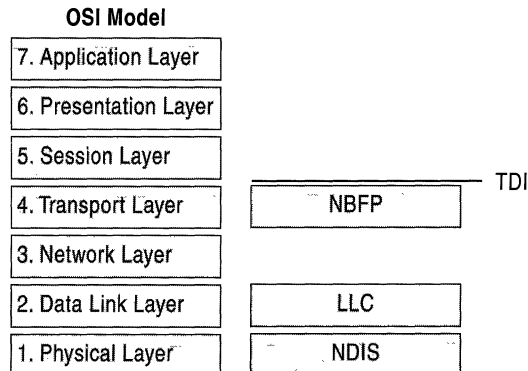 OSI Model
7. Application Layer
6. Presentation Layer
5. Session Layer
TDI
4. Transport Layer
NBFP
3. Network Layer
2. Data Link Layer
LLC
1. Physical Layer
NDIS